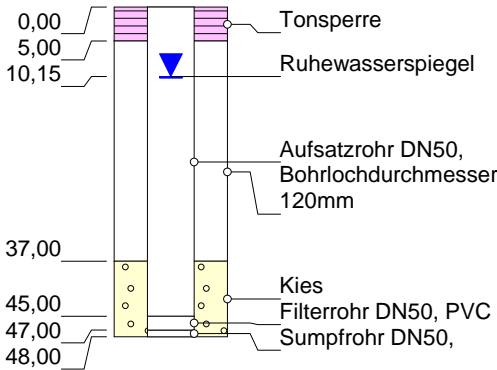 0,00
5,00
10,15
37,00
45,00
47,00
48,00
Tonsperre
Ruhewasserspiegel
Aufsatzrohr DN50,
Bohrlochdurchmesser
120mm
Kies
Filterrohr DN50, PVC
Sumpfrohr DN50,